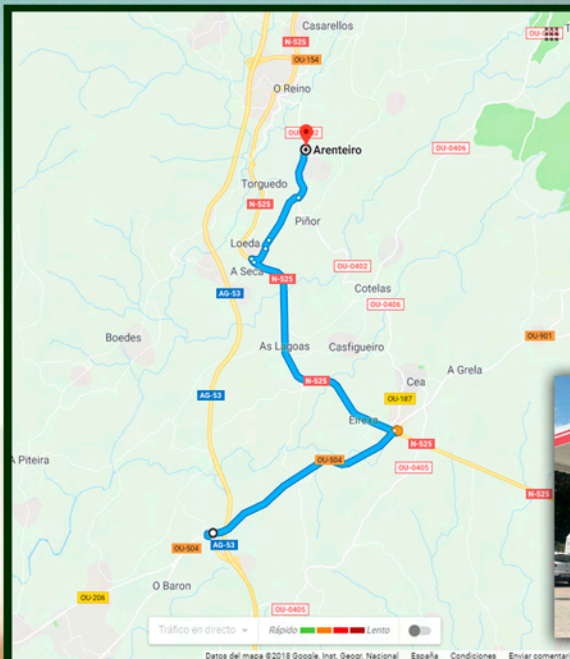 Casarellos
N-525
OU-154
O Reino
Arenteiro
OU-0406
Torguedo
N-525
Piñor
Loeda
A Seca
N-525
OU-0402
AG-53
Cotelas
OU-0406
Boedes
As Lagoas
Casfigueiro
OU-901
A Grela
N-525
Cea
AG-53
OU-187
Eirexa
N-525
A Piteira
OU-504
OU-0405
N-525
OU-504
AG-53
O Baron
OU-206
OU-0405
Tráfico en directo
Rápido
Lento
Datos del mapa ©2018 Google, Inst. Geogr. Nacional España Condiciones Enviar comentari